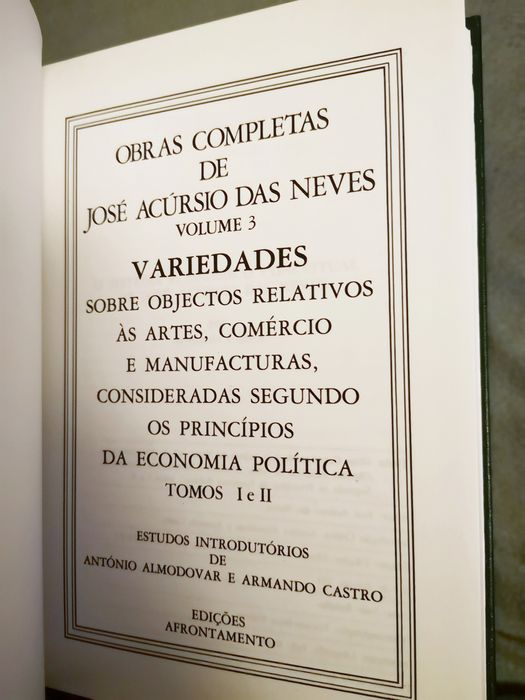 OBRAS COMPLETAS
DE
JOSÉ ACÚRSIO DAS NEVES
VOLUME 3
VARIEDADES
SOBRE OBJECTOS RELATIVOS
ÀS ARTES, COMÉRCIO
E MANUFACTURAS,
CONSIDERADAS SEGUNDO
OS PRINCÍPIOS
DA ECONOMIA POLÍTICA
TOMOS I e II
ESTUDOS INTRODUTÓRIOS
DE
ANTÓNIO ALMODOVAR E ARMANDO CASTRO
EDIÇÕES
AFRONTAMENTO